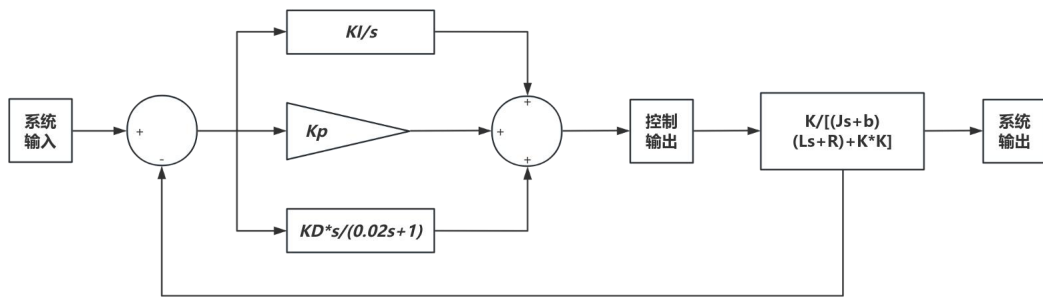 KI/s
系统
输入
+
-
Kp
+
+
+
控制
输出
K/[(Js+b)
(Ls+R)+K*K]
系统
输出
KD*s/(0.02s+1)